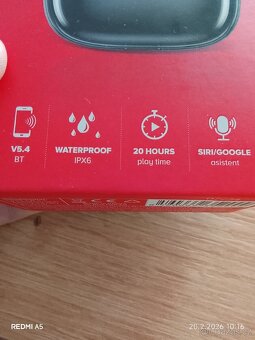 V5.4
BT
WATERPROOF
IPX6
20 HOURS
play time
SIRI/GOOGLE
asistent
REDMI A5
20.2.2026 10:16